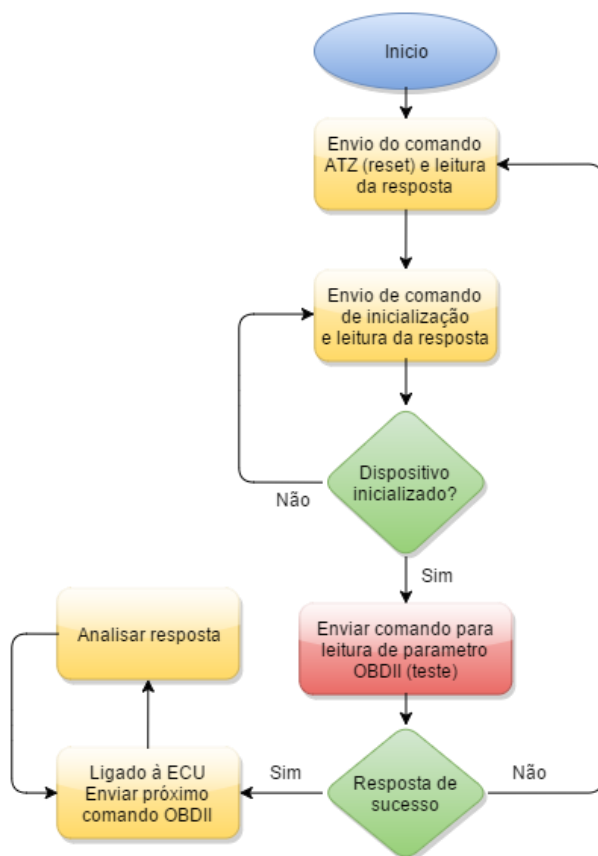 Inicio
Envio do comando
ATZ (reset) e leitura
da resposta
Envio de comando
de inicialização
e leitura da resposta
Dispositivo
inicializado?
Não
Sim
Enviar comando para
leitura de parametro
OBDII (teste)
Analisar resposta
Resposta de
sucesso
Sim
Não
Ligado à ECU
Enviar próximo
comando OBDII